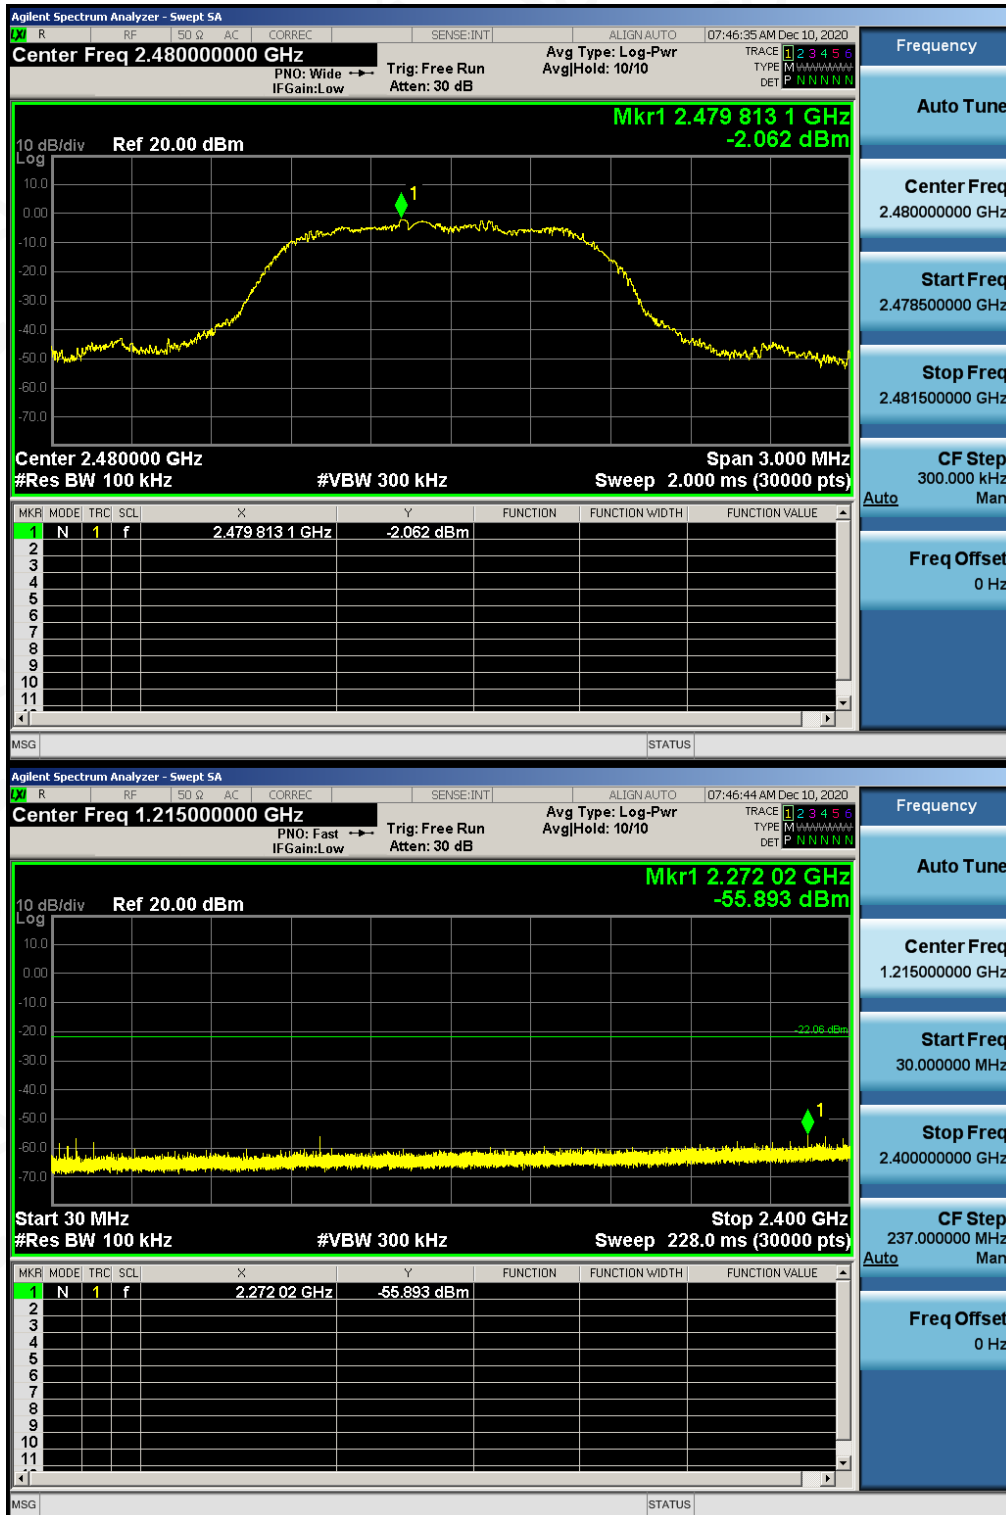 Agilent Spectrum Analyzer - Swept SA
LXI R RF 50 Ω AC CORREC SENSE:INT ALIGN AUTO 07:46:35 AM Dec 10, 2020
Center Freq 2.480000000 GHz
PNO: Wide
IFGain:Low
Trig: Free Run
Atten: 30 dB
Avg Type: Log-Pwr
Avg|Hold: 10/10
TRACE 1 2 3 4 5 6
TYPE M WWWWW
DET P N N N N N
Mkr1 2.479 813 1 GHz
-2.062 dBm
10 dB/div Ref 20.00 dBm
Log
10.0
0.00
-10.0
-20.0
-30.0
-40.0
-50.0
-60.0
-70.0
1
Center 2.480000 GHz Span 3.000 MHz
#Res BW 100 kHz #VBW 300 kHz Sweep 2.000 ms (30000 pts)
MKR MODE TRC SCL X Y FUNCTION FUNCTION WIDTH FUNCTION VALUE
1 N 1 f 2.479 813 1 GHz -2.062 dBm
2
3
4
5
6
7
8
9
10
11
MSG STATUS
Frequency
Auto Tune
Center Freq
2.480000000 GHz
Start Freq
2.478500000 GHz
Stop Freq
2.481500000 GHz
CF Step
300.000 kHz
Auto Man
Freq Offset
0 Hz
Agilent Spectrum Analyzer - Swept SA
LXI R RF 50 Ω AC CORREC SENSE:INT ALIGN AUTO 07:46:44 AM Dec 10, 2020
Center Freq 1.215000000 GHz
PNO: Fast
IFGain:Low
Trig: Free Run
Atten: 30 dB
Avg Type: Log-Pwr
Avg|Hold: 10/10
TRACE 1 2 3 4 5 6
TYPE M WWWWW
DET P N N N N N
Mkr1 2.272 02 GHz
-55.893 dBm
10 dB/div Ref 20.00 dBm
Log
10.0
0.00
-10.0
-20.0
-30.0
-40.0
-50.0
-60.0
-70.0
-22.06 dBm
1
Start 30 MHz Stop 2.400 GHz
#Res BW 100 kHz #VBW 300 kHz Sweep 228.0 ms (30000 pts)
MKR MODE TRC SCL X Y FUNCTION FUNCTION WIDTH FUNCTION VALUE
1 N 1 f 2.272 02 GHz -55.893 dBm
2
3
4
5
6
7
8
9
10
11
MSG STATUS
Frequency
Auto Tune
Center Freq
1.215000000 GHz
Start Freq
30.000000 MHz
Stop Freq
2.400000000 GHz
CF Step
237.000000 MHz
Auto Man
Freq Offset
0 Hz